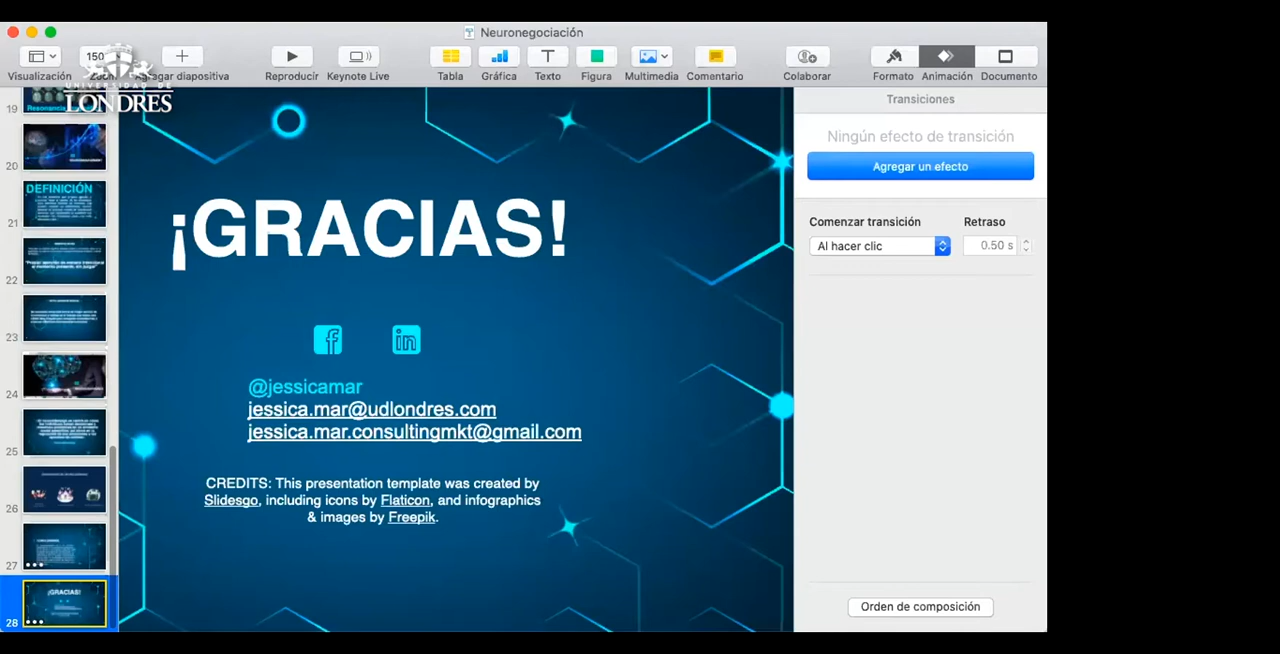 Neuronegociación
150
Visualización
Zoom
Agregar diapositiva
Reproducir
Keynote Live
Tabla
Gráfica
Texto
Figura
Multimedia
Comentario
Colaborar
Formato
Animación
Documento
UNIVERSIDAD DE
LONDRES
Transiciones
Ningún efecto de transición
Agregar un efecto
Comenzar transición
Retraso
Al hacer clic
0.50 s
Orden de composición
19
Resonancia
20
21
DEFINICIÓN
22
23
24
25
26
27
28
¡GRACIAS!
¡GRACIAS!
@jessicamar
jessica.mar@udlondres.com
jessica.mar.consultingmkt@gmail.com
CREDITS: This presentation template was created by
Slidesgo, including icons by Flaticon, and infographics
& images by Freepik.